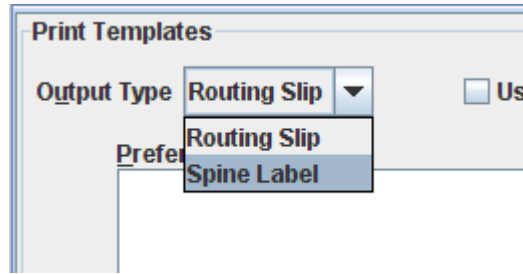 Print Templates
Output Type Routing Slip Us
Routing Slip
Prefer
Spine Label